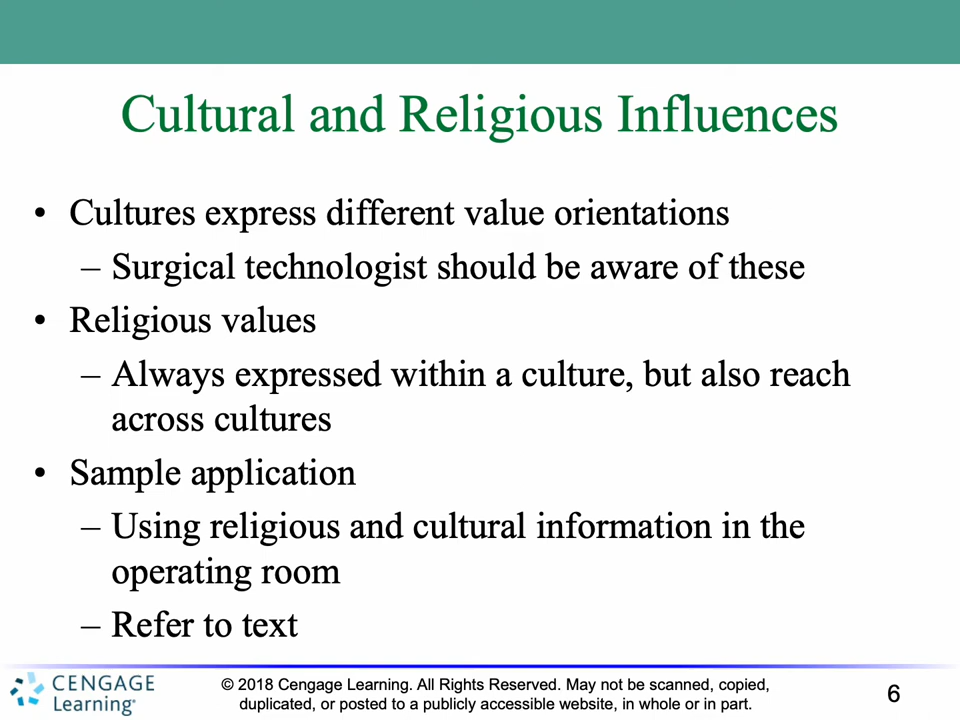 Cultural and Religious Influences
• Cultures express different value orientations
– Surgical technologist should be aware of these
• Religious values
– Always expressed within a culture, but also reach
across cultures
• Sample application
– Using religious and cultural information in the
operating room
– Refer to text
CENGAGE
Learning®
© 2018 Cengage Learning. All Rights Reserved. May not be scanned, copied,
duplicated, or posted to a publicly accessible website, in whole or in part.
6